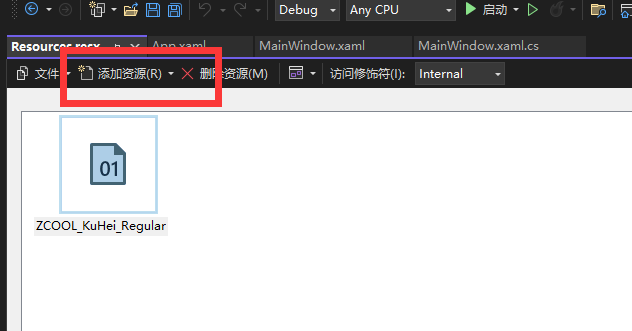 Debug Any CPU 启动
Resources.resx App.xaml MainWindow.xaml MainWindow.xaml.cs
文件 添加资源(R) 删除资源(M) 访问修饰符(I): Internal
01
ZCOOL_KuHei_Regular